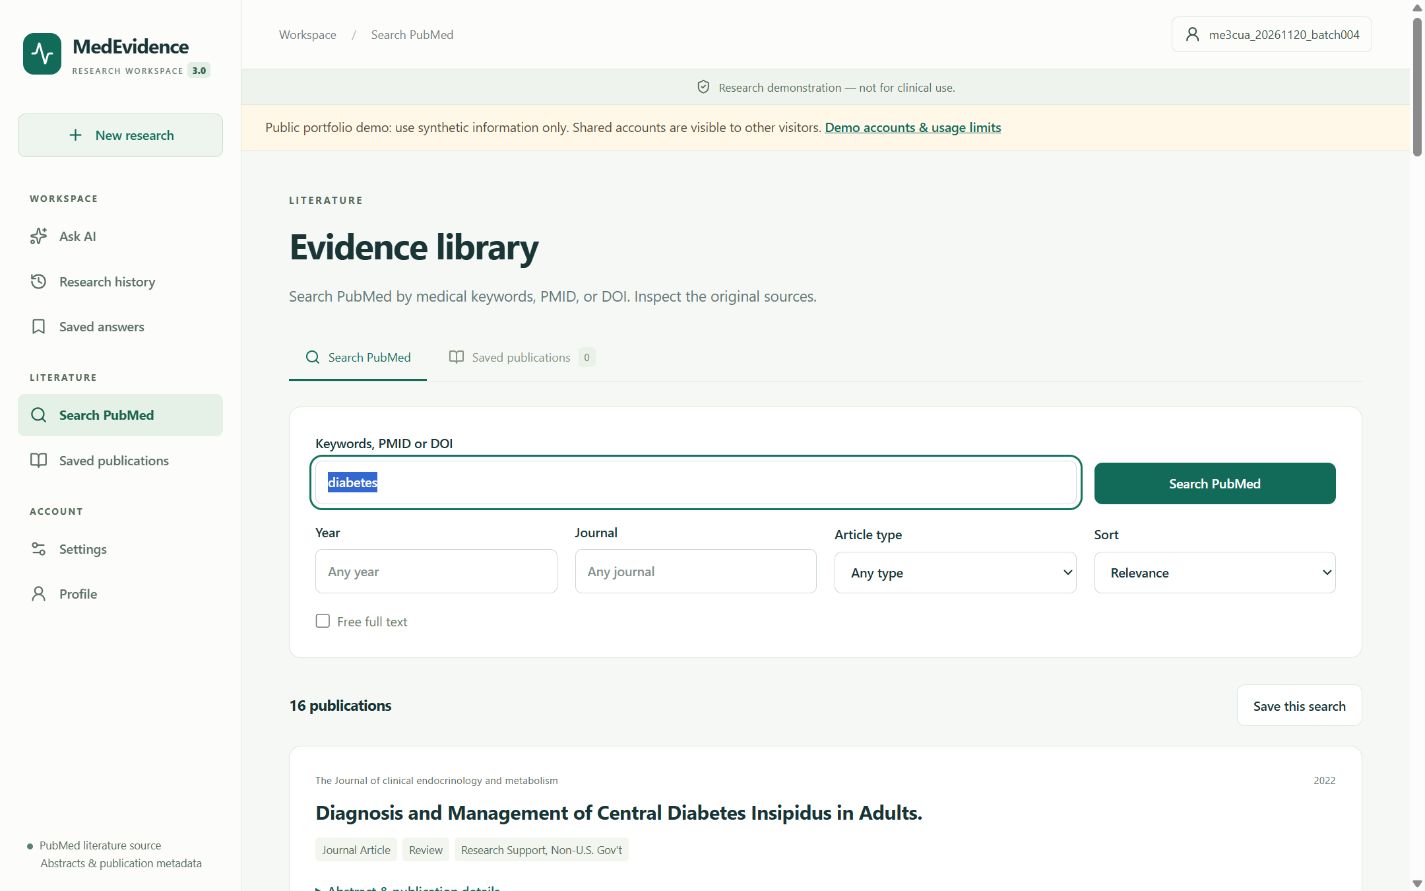 MedEvidence
RESEARCH WORKSPACE 3.0
New research
WORKSPACE
Ask AI
Research history
Saved answers
LITERATURE
Search PubMed
Saved publications
ACCOUNT
Settings
Profile
PubMed literature source
Abstracts & publication metadata
Workspace / Search PubMed
me3cua_20261120_batch004
Research demonstration — not for clinical use.
Public portfolio demo: use synthetic information only. Shared accounts are visible to other visitors. Demo accounts & usage limits
LITERATURE
Evidence library
Search PubMed by medical keywords, PMID, or DOI. Inspect the original sources.
Search PubMed
Saved publications 0
Keywords, PMID or DOI
diabetes
Search PubMed
Year
Journal
Article type
Sort
Any year
Any journal
Any type
Relevance
Free full text
16 publications
Save this search
The Journal of clinical endocrinology and metabolism
2022
Diagnosis and Management of Central Diabetes Insipidus in Adults.
Journal Article
Review
Research Support, Non-U.S. Gov't
Abstract & publication details